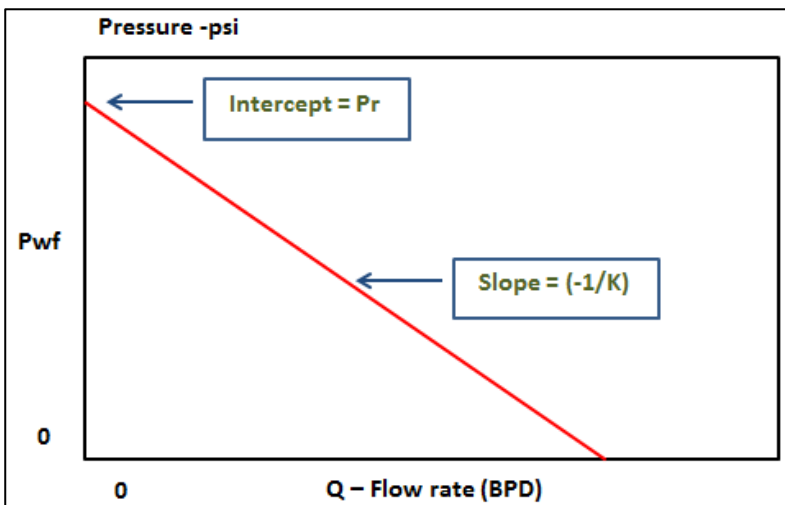 Pressure -psi
Intercept = Pr
Pwf
Slope = (-1/K)
0
0
Q – Flow rate (BPD)